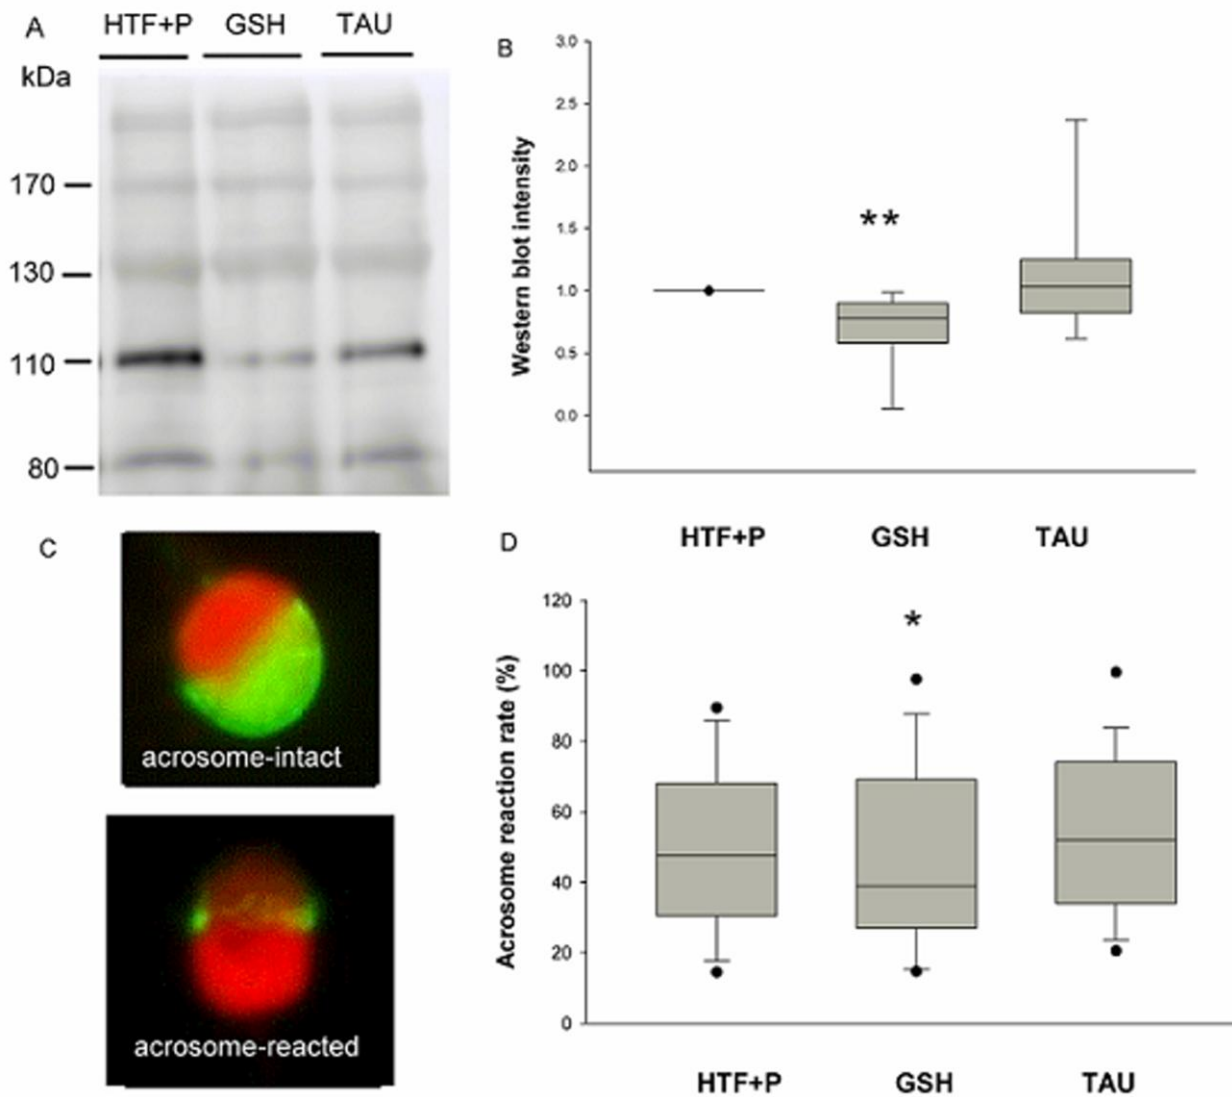 A
HTF+P GSH TAU
kDa
170
130
110
80
B
Western blot intensity
3.0
2.5
2.0
1.5
1.0
0.5
0.0
**
HTF+P GSH TAU
C
acrosome-intact
acrosome-reacted
D
Acrosome reaction rate (%)
120
100
80
60
40
20
0
*
HTF+P GSH TAU